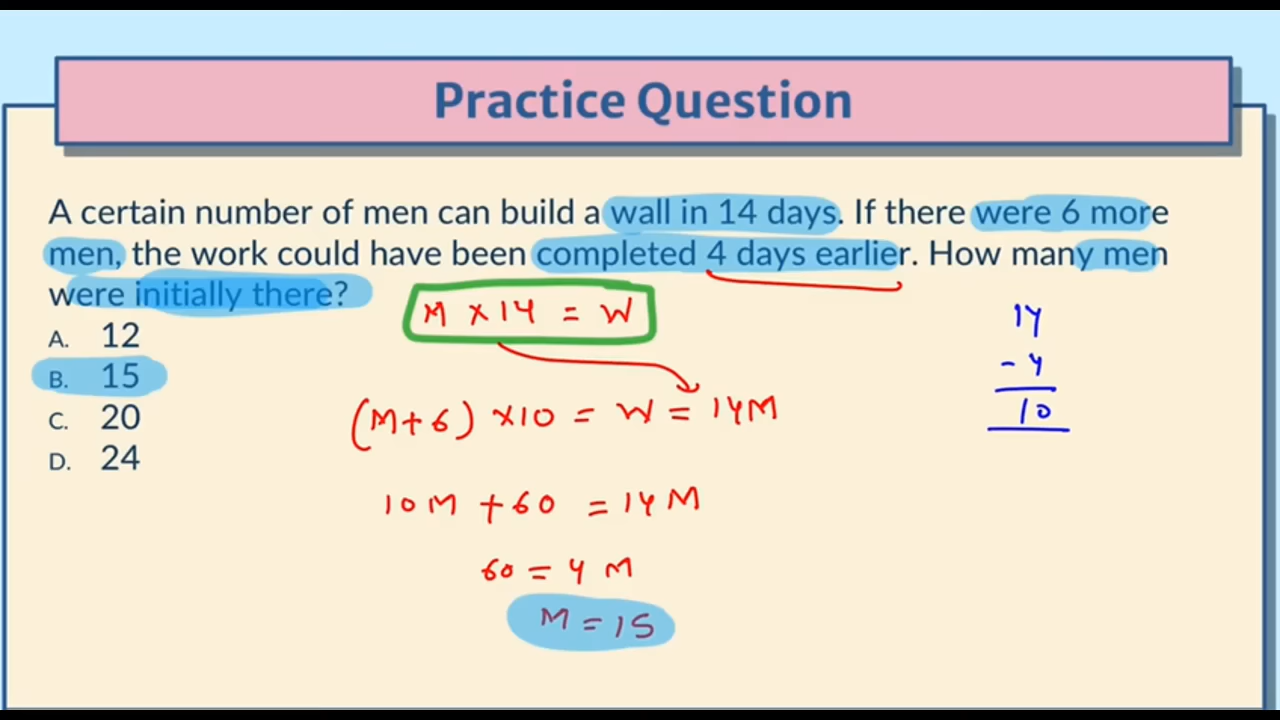 Practice Question
A certain number of men can build a wall in 14 days. If there were 6 more
men, the work could have been completed 4 days earlier. How many men
were initially there?
A. 12
B. 15
C. 20
D. 24
M × 14 = W
14
- 4
10
(M+6) ×10 = W = 14M
10M + 60 = 14M
60 = 4M
M = 15